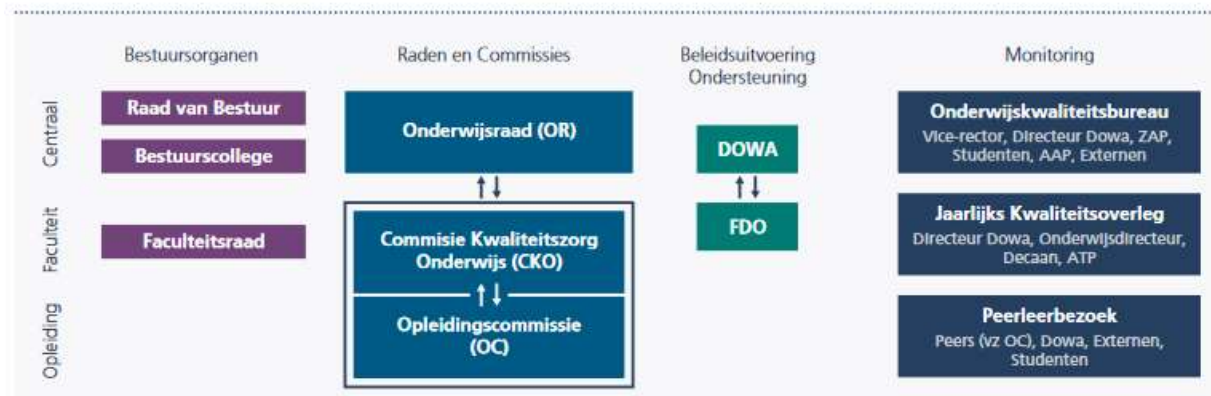 Bestuursorganen
Raden en Commissies
Beleidsuitvoering
Ondersteuning
Monitoring
Centraal
Raad van Bestuur
Bestuurscollege
Onderwijsraad (OR)
DOWA
Onderwijskwaliteitsbureau
Vice-rector, Directeur Dowa, ZAP,
Studenten, AAP, Externen
Faculteit
Faculteitsraad
Commisie Kwaliteitszorg
Onderwijs (CKO)
FDO
Jaarlijks Kwaliteitsoverleg
Directeur Dowa, Onderwijsdirecteur,
Decaan, ATP
Opleiding
Opleidingscommissie
(OC)
Peerleerbezoek
Peers (vz OC), Dowa, Externen,
Studenten